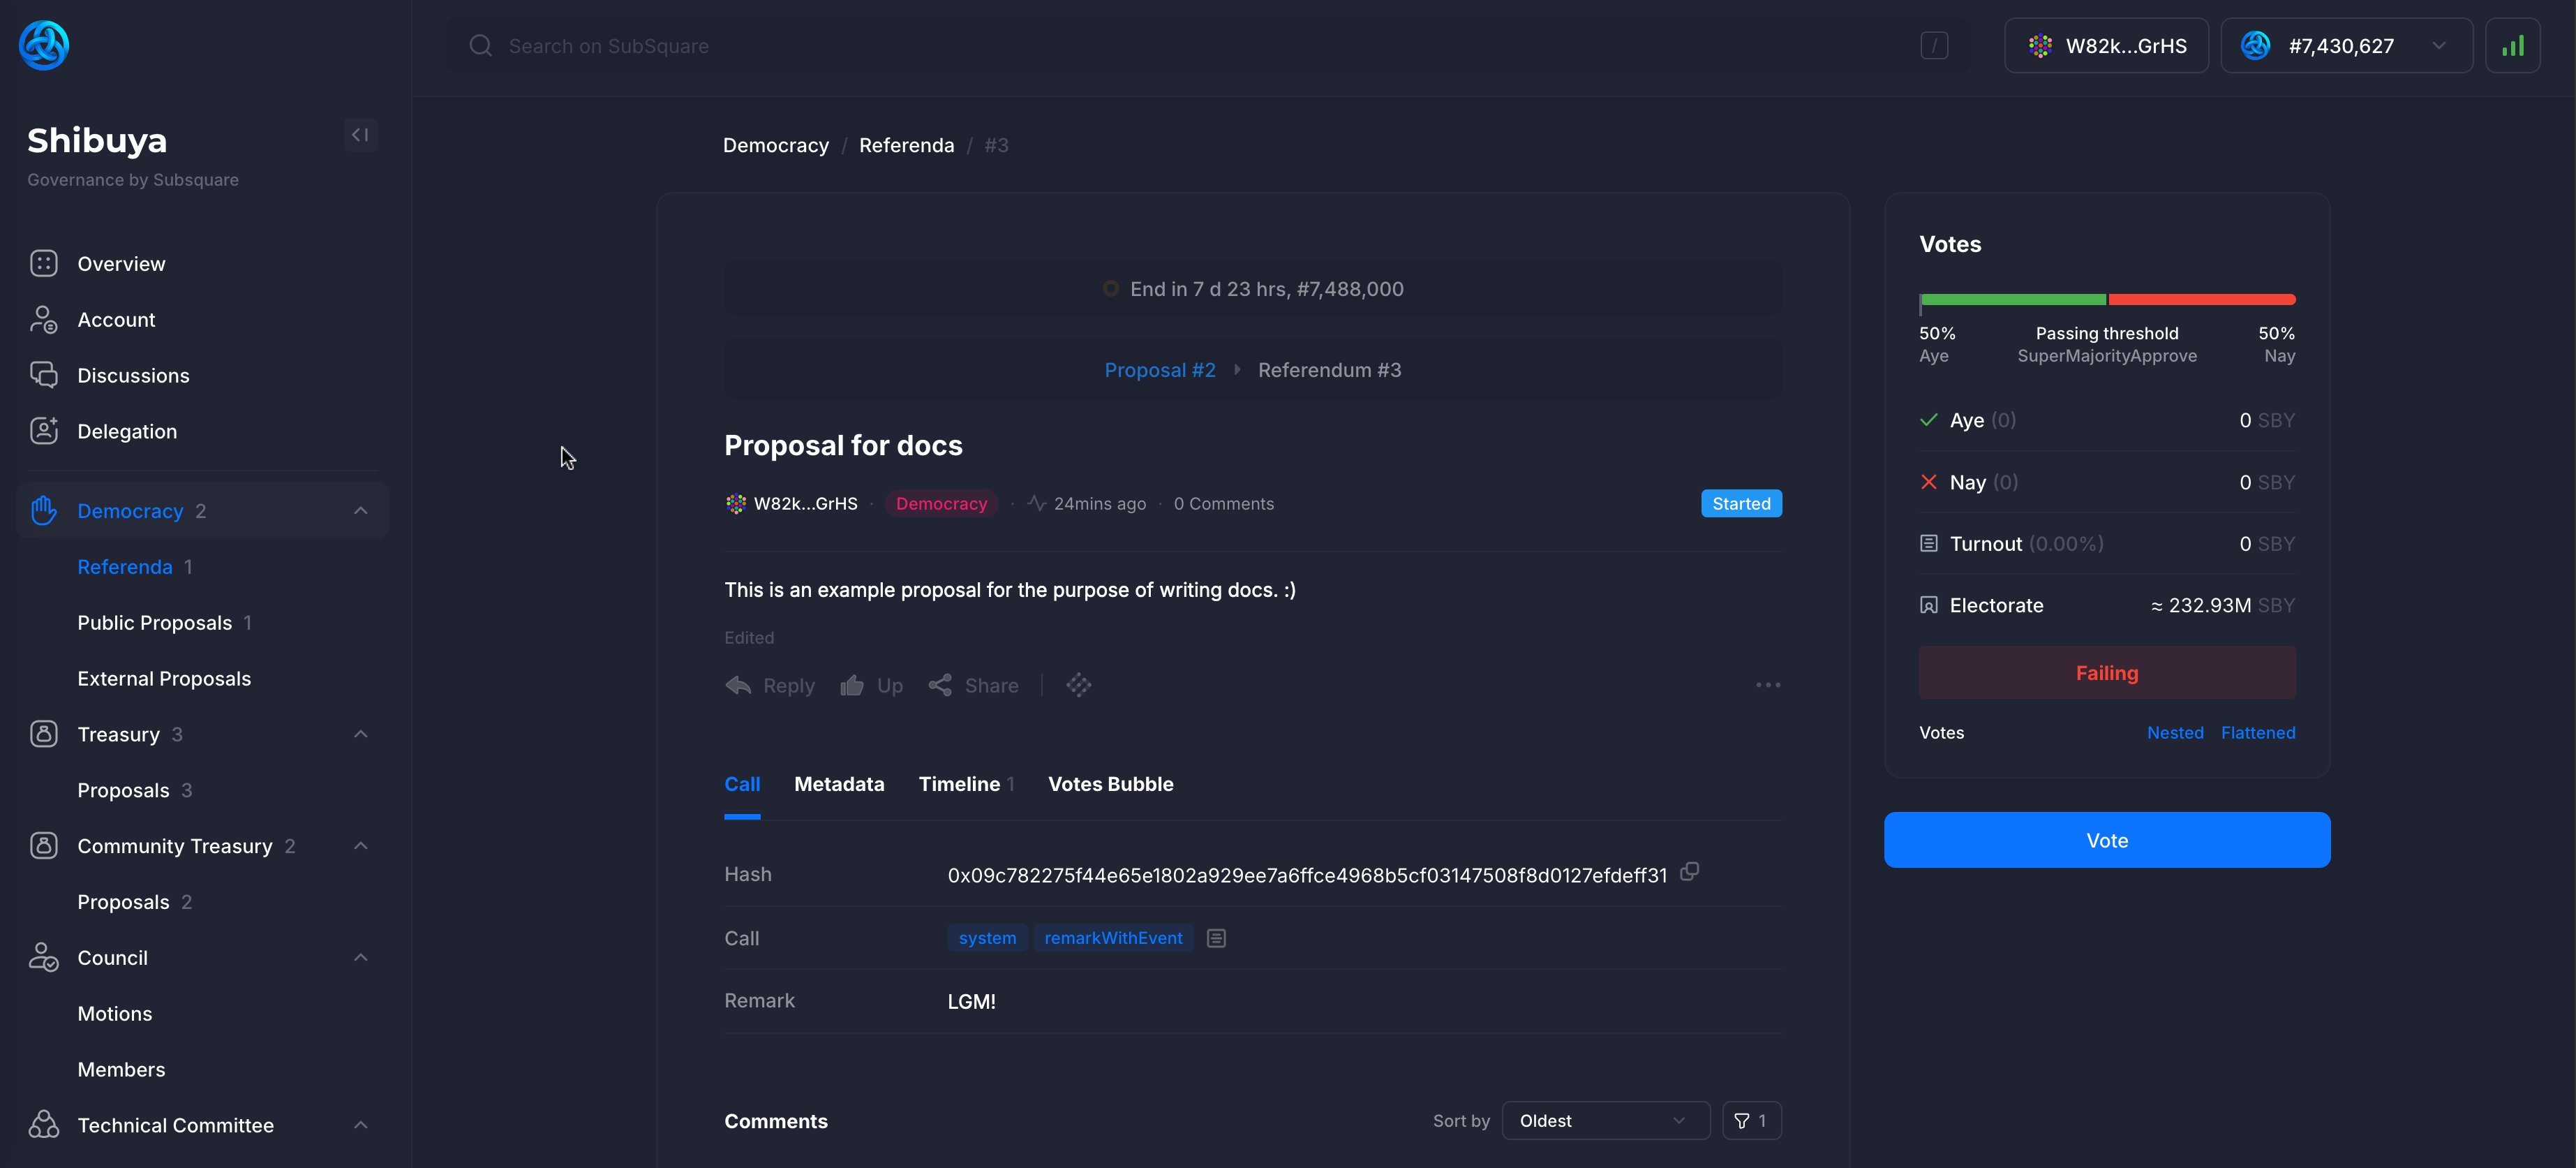 Search on SubSquare
/
W82k...GrHS
#7,430,627
Shibuya
Governance by Subsquare
Overview
Account
Discussions
Delegation
Democracy 2
Referenda 1
Public Proposals 1
External Proposals
Treasury 3
Proposals 3
Community Treasury 2
Proposals 2
Council
Motions
Members
Technical Committee
Democracy / Referenda / #3
End in 7 d 23 hrs, #7,488,000
Proposal #2 Referendum #3
Proposal for docs
W82k...GrHS · Democracy · 24mins ago · 0 Comments
Started
This is an example proposal for the purpose of writing docs. :)
Edited
Reply Up Share
Call Metadata Timeline 1 Votes Bubble
Hash 0x09c782275f44e65e1802a929ee7a6ffce4968b5cf03147508f8d0127efdeff31
Call system remarkWithEvent
Remark LGM!
Comments
Sort by Oldest 1
Votes
50% Passing threshold 50%
Aye SuperMajorityApprove Nay
Aye (0) 0 SBY
Nay (0) 0 SBY
Turnout (0.00%) 0 SBY
Electorate ≈ 232.93M SBY
Failing
Votes Nested Flattened
Vote